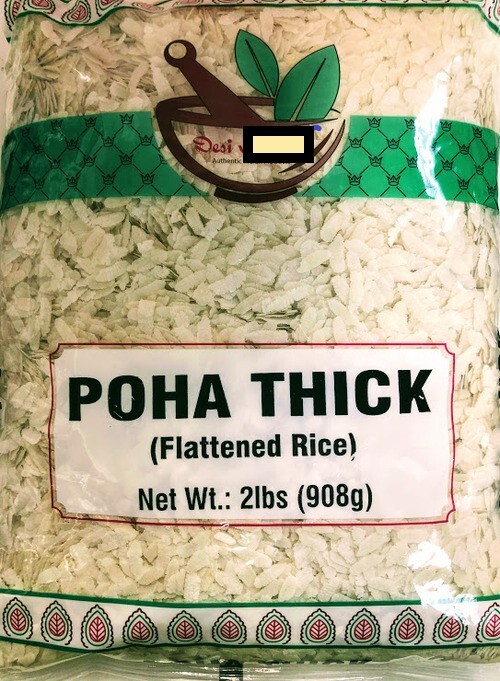 Desi
Authentic
POHA THICK
(Flattened Rice)
Net Wt.: 2lbs (908g)